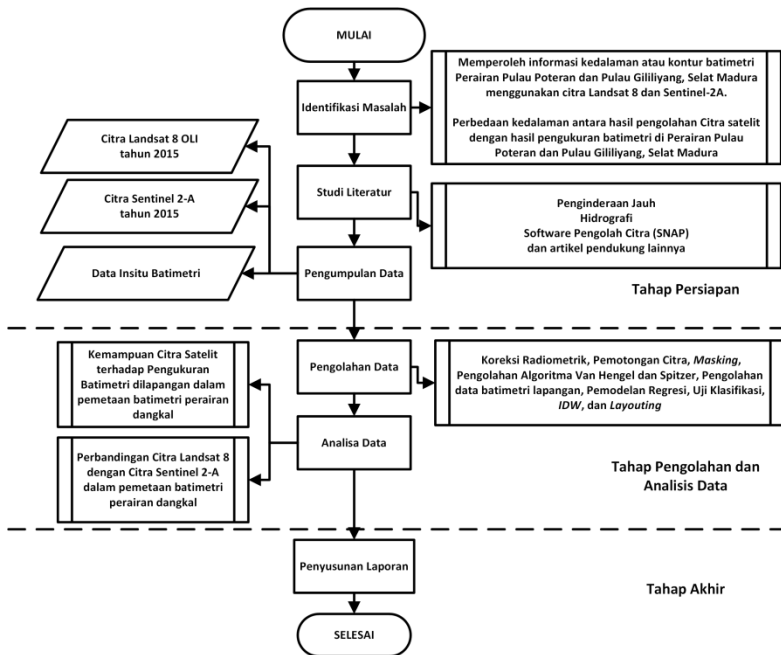 MULAI
Identifikasi Masalah
Memperoleh informasi kedalaman atau kontur batimetri
Perairan Pulau Poteran dan Pulau Gililiyang, Selat Madura
menggunakan citra Landsat 8 dan Sentinel-2A.
Perbedaan kedalaman antara hasil pengolahan Citra satelit
dengan hasil pengukuran batimetri di Perairan Pulau
Poteran dan Pulau Gililiyang, Selat Madura
Citra Landsat 8 OLI
tahun 2015
Citra Sentinel 2-A
tahun 2015
Data Insitu Batimetri
Studi Literatur
Penginderaan Jauh
Hidrografi
Software Pengolah Citra (SNAP)
dan artikel pendukung lainnya
Pengumpulan Data
Tahap Persiapan
Kemampuan Citra Satelit
terhadap Pengukuran
Batimetri dilapangan dalam
pemetaan batimetri perairan
dangkal
Pengolahan Data
Koreksi Radiometrik, Pemotongan Citra, Masking,
Pengolahan Algoritma Van Hengel dan Spitzer, Pengolahan
data batimetri lapangan, Pemodelan Regresi, Uji Klasifikasi,
IDW, dan Layouting
Analisa Data
Perbandingan Citra Landsat 8
dengan Citra Sentinel 2-A
dalam pemetaan batimetri
perairan dangkal
Tahap Pengolahan dan
Analisis Data
Penyusunan Laporan
Tahap Akhir
SELESAI